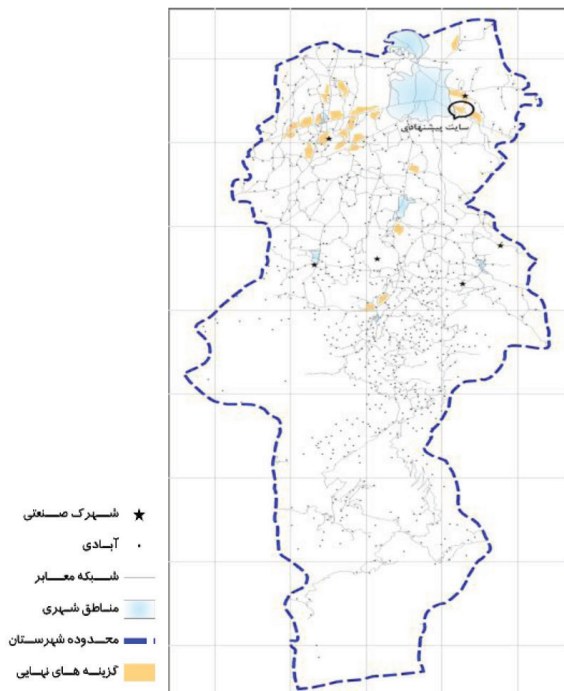 سایت پیشنهادی
شهرک صنعتی
آبادی
شبکه معابر
مناطق شهری
محدوده شهرستان
گزینه های نهایی